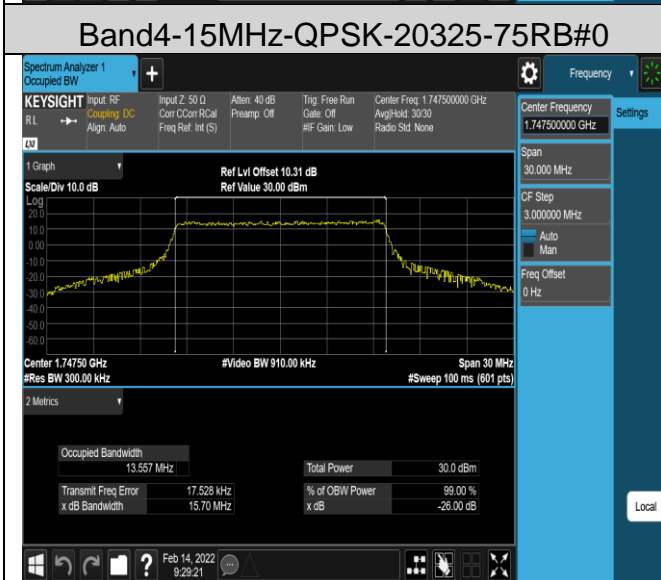 Band4-15MHz-QPSK-20325-75RB#0
Spectrum Analyzer 1
Occupied BW
Frequency
KEYSIGHT
RL
Input: RF
Coupling: DC
Align: Auto
Input Z: 50 Ω
Corr CCorr RCal
Freq Ref: Int (S)
Atten: 40 dB
Preamp: Off
Trig: Free Run
Gate: Off
#IF Gain: Low
Center Freq: 1.747500000 GHz
Avg|Hold: 30/30
Radio Std: None
LXI
Center Frequency
1.747500000 GHz
Settings
Span
30.000 MHz
CF Step
3.000000 MHz
Auto
Man
Freq Offset
0 Hz
1 Graph
Scale/Div 10.0 dB
Ref Lvl Offset 10.31 dB
Ref Value 30.00 dBm
Log
20.0
10.0
0.00
-10.0
-20.0
-30.0
-40.0
-50.0
-60.0
Center 1.74750 GHz
#Video BW 910.00 kHz
Span 30 MHz
#Res BW 300.00 kHz
#Sweep 100 ms (601 pts)
2 Metrics
Occupied Bandwidth
13.557 MHz
Total Power 30.0 dBm
Transmit Freq Error 17.528 kHz
% of OBW Power 99.00 %
x dB Bandwidth 15.70 MHz
x dB -26.00 dB
Local
?
Feb 14, 2022
9:29:21